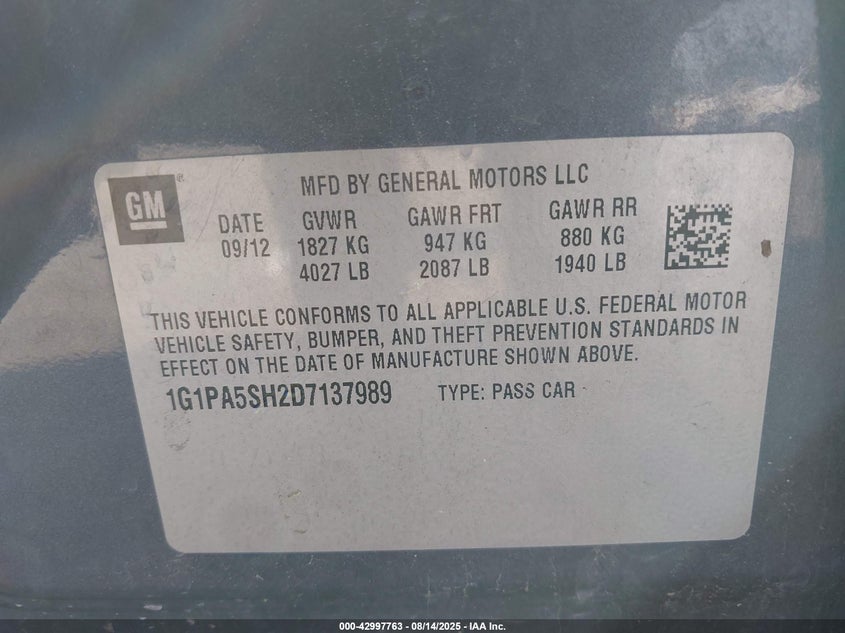 GM ®
MFD BY GENERAL MOTORS LLC
DATE GVWR GAWR FRT GAWR RR
09/12 1827 KG 947 KG 880 KG
4027 LB 2087 LB 1940 LB
THIS VEHICLE CONFORMS TO ALL APPLICABLE U.S. FEDERAL MOTOR
VEHICLE SAFETY, BUMPER, AND THEFT PREVENTION STANDARDS IN
EFFECT ON THE DATE OF MANUFACTURE SHOWN ABOVE.
1G1PA5SH2D7137989 TYPE: PASS CAR
000-42997763 - 08/14/2025 - IAA Inc.